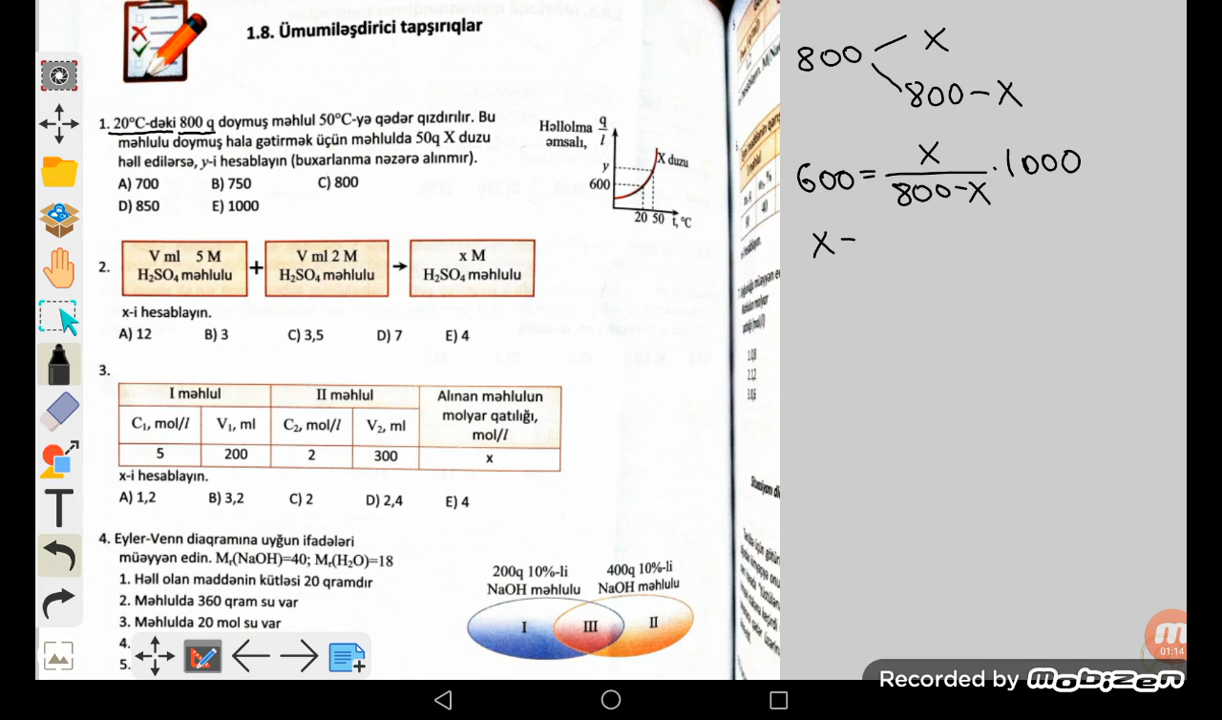 1.8. Ümumiləşdirici tapşırıqlar
1. 20°C-dəki 800 q doymuş məhlul 50°C-yə qədər qızdırılır. Bu
məhlulu doymuş hala gətirmək üçün məhlulda 50q X duzu
həll edilərsə, y-i hesablayın (buxarlanma nəzərə alınmır).
A) 700 B) 750 C) 800
D) 850 E) 1000
Həllolma q
əmsalı, l
y
X duzu
600
20 50 t,°C
2.
V ml 5 M
H₂SO₄ məhlulu
+
V ml 2 M
H₂SO₄ məhlulu
→
x M
H₂SO₄ məhlulu
x-i hesablayın.
A) 12 B) 3 C) 3,5 D) 7 E) 4
3.
I məhlul II məhlul Alınan məhlulun molyar qatılığı, mol/l
C₁, mol/l V₁, ml C₂, mol/l V₂, ml
5 200 2 300 x
x-i hesablayın.
A) 1,2 B) 3,2 C) 2 D) 2,4 E) 4
4. Eyler-Venn diaqramına uyğun ifadələri
müəyyən edin. Mᵣ(NaOH)=40; Mᵣ(H₂O)=18
1. Həll olan maddənin kütləsi 20 qramdır
2. Məhlulda 360 qram su var
3. Məhlulda 20 mol su var
4.
5.
200q 10%-li
NaOH məhlulu
400q 10%-li
NaOH məhlulu
I III II
800 x
800-x
600= x/800-x ·1000
x-
T
01:14
Recorded by mobizen